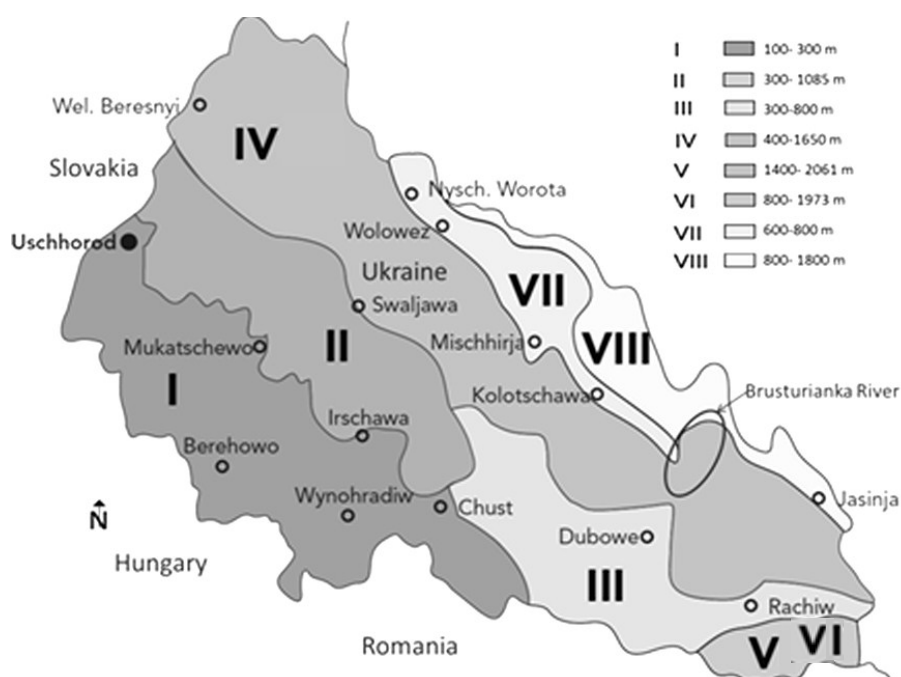 I 100- 300 m
II 300- 1085 m
III 300-800 m
IV 400-1650 m
V 1400- 2061 m
VI 800- 1973 m
VII 600-800 m
VIII 800- 1800 m
Wel. Beresnyi
IV
Slovakia
Nysch. Worota
Uschhorod
Wolowez
Ukraine
VII
Swaljawa
Mukatschewo
II
Mischhirja
VIII
I
Kolotschawa
Brusturianka River
Irschawa
Berehowo
Wynohradiw
Chust
Jasinja
N
Dubowe
Hungary
III
Rachiw
Romania
V
VI